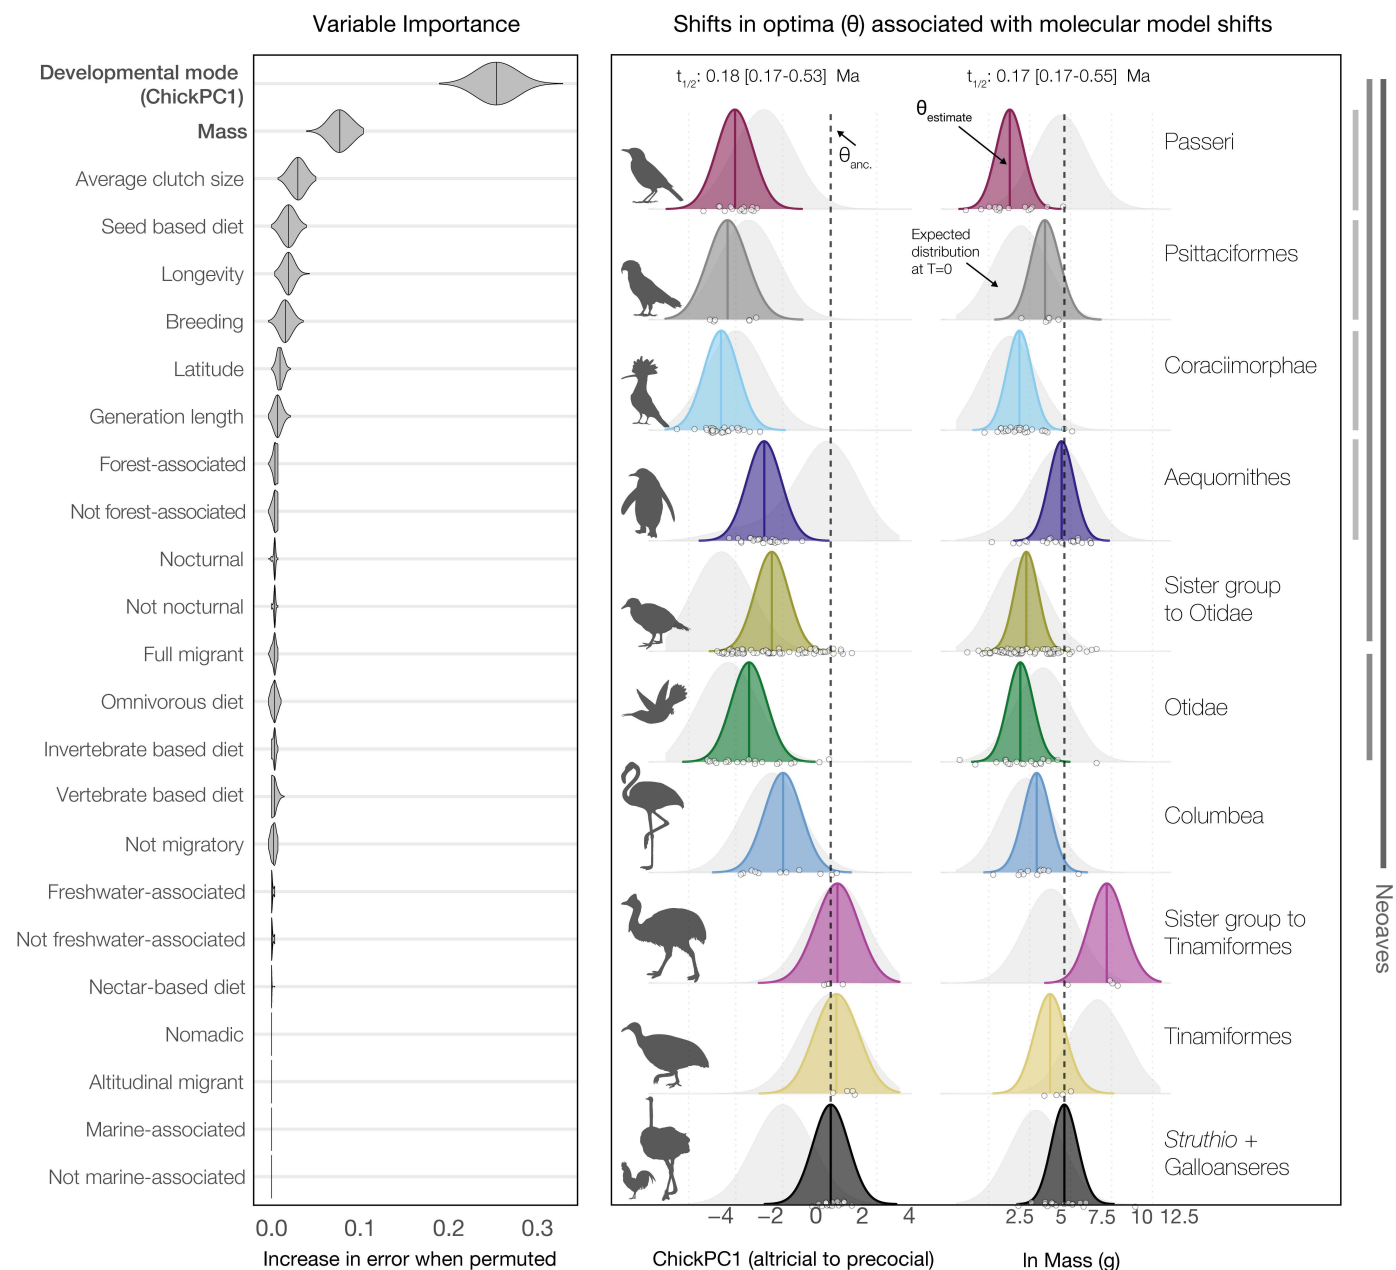 Variable Importance
Developmental mode
(ChickPC1)
Mass
Average clutch size
Seed based diet
Longevity
Breeding
Latitude
Generation length
Forest-associated
Not forest-associated
Nocturnal
Not nocturnal
Full migrant
Omnivorous diet
Invertebrate based diet
Vertebrate based diet
Not migratory
Freshwater-associated
Not freshwater-associated
Nectar-based diet
Nomadic
Altitudinal migrant
Marine-associated
Not marine-associated
0.0 0.1 0.2 0.3
Increase in error when permuted
Shifts in optima (θ) associated with molecular model shifts
t1/2: 0.18 [0.17-0.53] Ma
t1/2: 0.17 [0.17-0.55] Ma
θanc.
θestimate
Expected
distribution
at T=0
Passeri
Psittaciformes
Coraciimorphae
Aequornithes
Sister group
to Otidae
Otidae
Columbea
Sister group to
Tinamiformes
Tinamiformes
Struthio +
Galloanseres
Neoaves
−4 −2 0 2 4
2.5 5 7.5 10 12.5
ChickPC1 (altricial to precocial)
ln Mass (g)